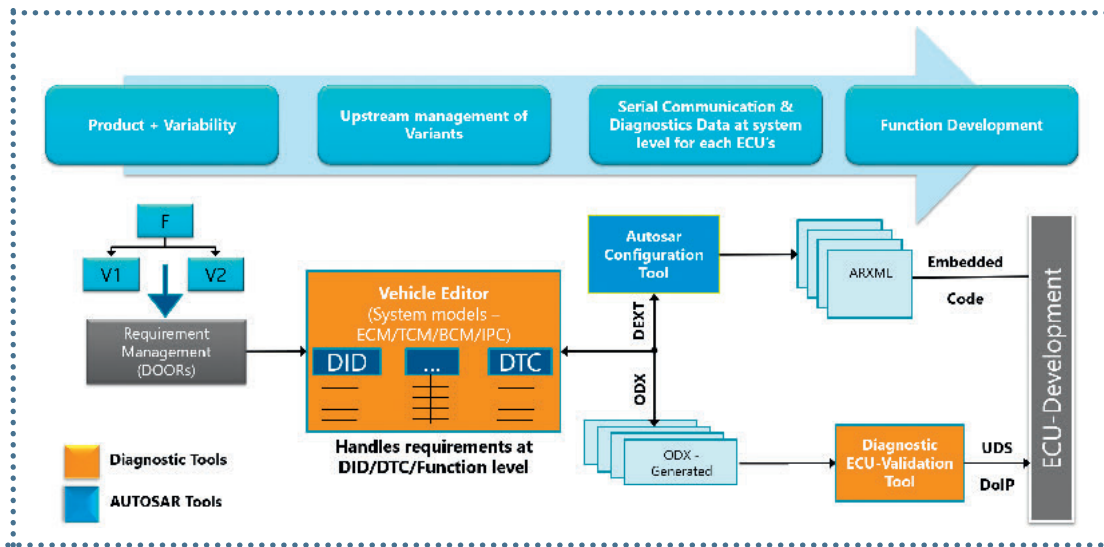 Product + Variability
Upstream management of
Variants
Serial Communication &
Diagnostics Data at system
level for each ECU's
Function Development
F
V1
V2
Requirement
Management
(DOORs)
Vehicle Editor
(System models –
ECM/TCM/BCM/IPC)
DID
...
DTC
Handles requirements at
DID/DTC/Function level
Autosar
Configuration
Tool
DEXT
ODX
ARXML
Embedded
Code
ODX -
Generated
Diagnostic
ECU-Validation
Tool
UDS
DoIP
ECU-Development
Diagnostic Tools
AUTOSAR Tools